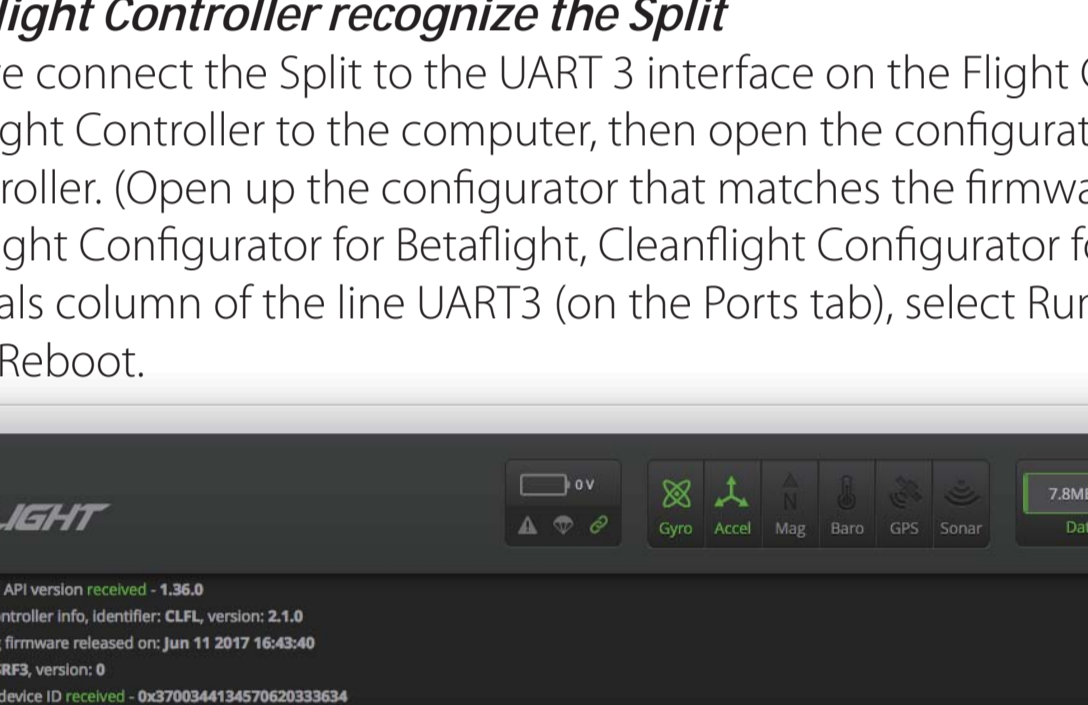 light Controller recognize the Split
e connect the Split to the UART 3 interface on the Flight
ght Controller to the computer, then open the configurat
roller. (Open up the configurator that matches the firmwa
ght Configurator for Betaflight, Cleanflight Configurator fo
als column of the line UART3 (on the Ports tab), select Run
Reboot.
0 V
LIGHT
Gyro Accel Mag Baro GPS Sonar
7.8MB
Dat
API version received - 1.36.0
ntroller info, identifier: CLFL, version: 2.1.0
firmware released on: Jun 11 2017 16:43:40
SRF3, version: 0
device ID received - 0x3700344134570620333634